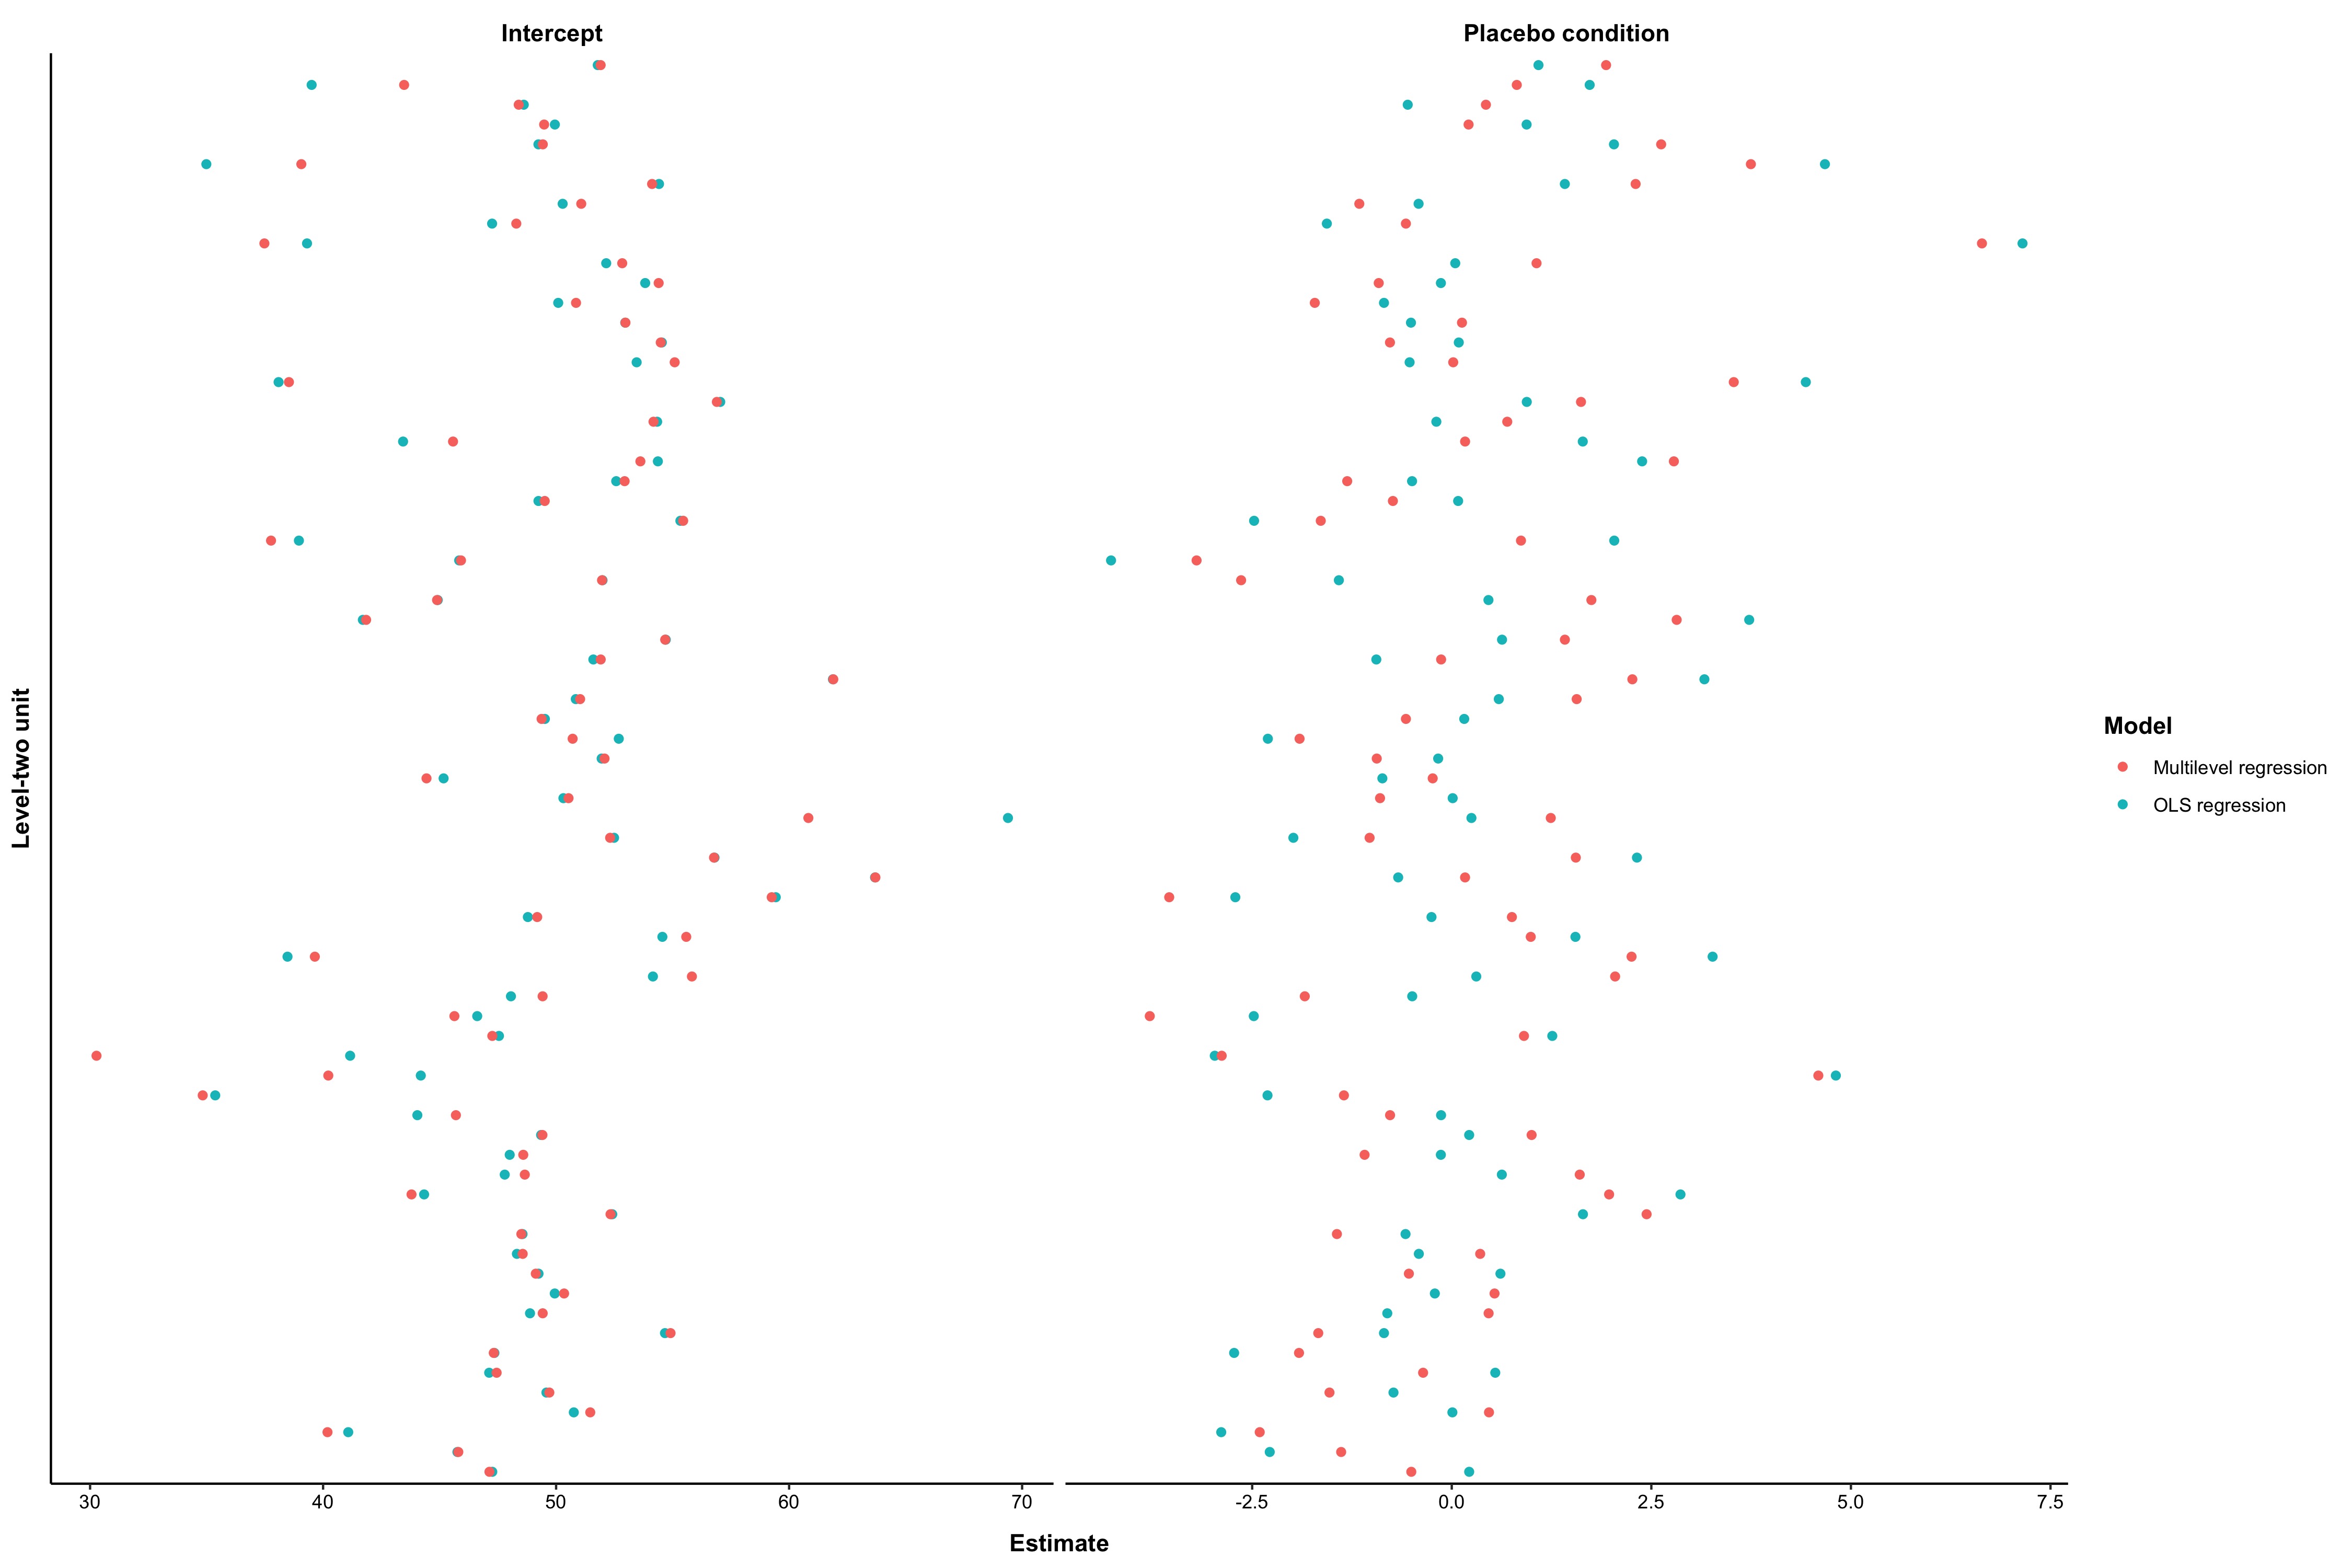 Intercept
Placebo condition
Level-two unit
Model
Multilevel regression
OLS regression
30 40 50 60 70
-2.5 0.0 2.5 5.0 7.5
Estimate